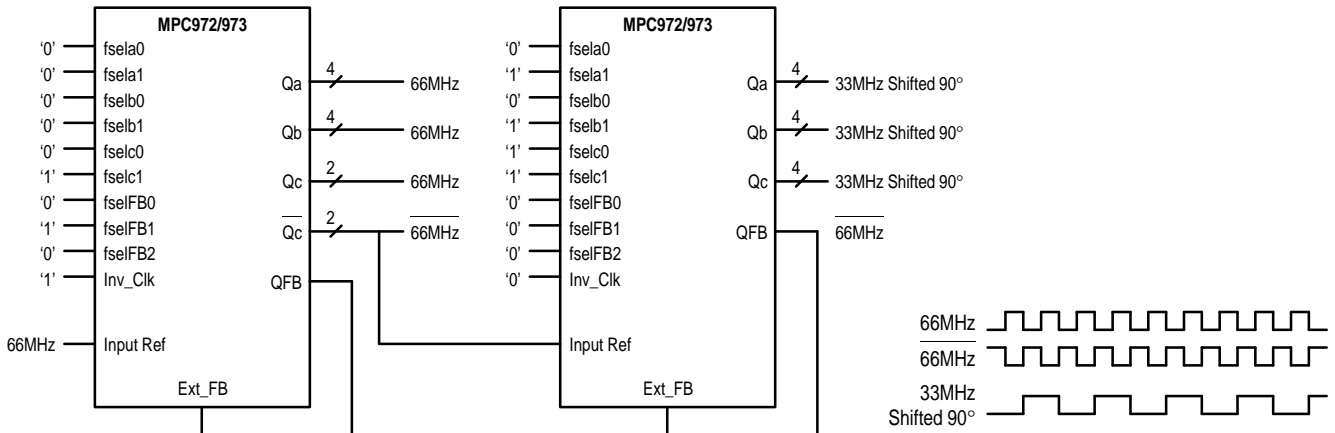 MPC972/973
‘0’ fsela0
‘0’ fsela1
‘0’ fselb0
‘0’ fselb1
‘0’ fselc0
‘1’ fselc1
‘0’ fselFB0
‘1’ fselFB1
‘0’ fselFB2
‘1’ Inv_Clk
66MHz Input Ref
Ext_FB
Qa 4 66MHz
Qb 4 66MHz
Qc 2 66MHz
Qc 2 66MHz
QFB
MPC972/973
‘0’ fsela0
‘1’ fsela1
‘0’ fselb0
‘1’ fselb1
‘1’ fselc0
‘1’ fselc1
‘0’ fselFB0
‘0’ fselFB1
‘0’ fselFB2
‘0’ Inv_Clk
Input Ref
Ext_FB
Qa 4 33MHz Shifted 90°
Qb 4 33MHz Shifted 90°
Qc 4 33MHz Shifted 90°
QFB 66MHz
66MHz
66MHz
33MHz
Shifted 90°